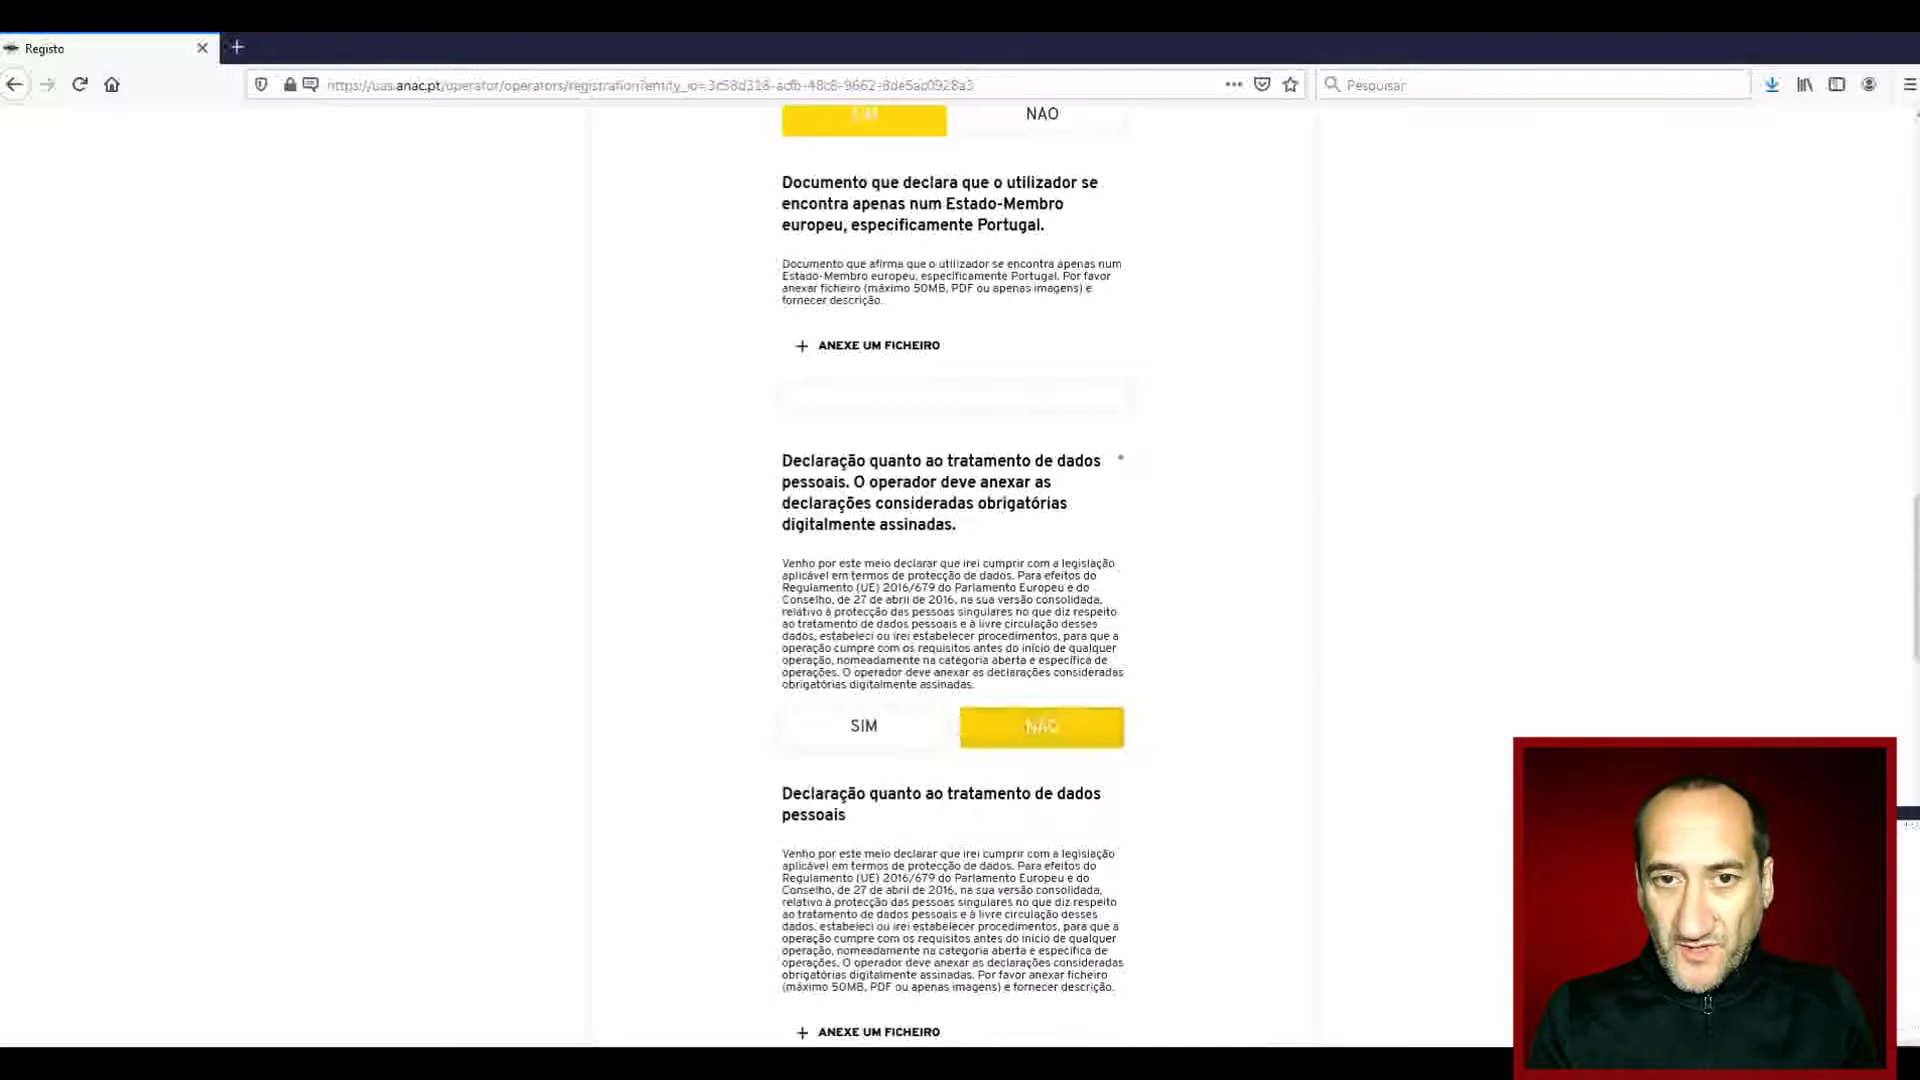 Registo
https://uas.anac.pt/operator/operators/registration?entity_id=3c58d318-acfb-48c8-9662-8de5ac0928a3
Pesquisar
SIM
NÃO
Documento que declara que o utilizador se
encontra apenas num Estado-Membro
europeu, especificamente Portugal.
Documento que afirma que o utilizador se encontra apenas num
Estado-Membro europeu, especificamente Portugal. Por favor
anexar ficheiro (máximo 50MB, PDF ou apenas imagens) e
fornecer descrição.
+ ANEXE UM FICHEIRO
Declaração quanto ao tratamento de dados *
pessoais. O operador deve anexar as
declarações consideradas obrigatórias
digitalmente assinadas.
Venho por este meio declarar que irei cumprir com a legislação
aplicável em termos de protecção de dados. Para efeitos do
Regulamento (UE) 2016/679 do Parlamento Europeu e do
Conselho, de 27 de abril de 2016, na sua versão consolidada,
relativo à protecção das pessoas singulares no que diz respeito
ao tratamento de dados pessoais e à livre circulação desses
dados, estabeleci ou irei estabelecer procedimentos, para que a
operação cumpre com os requisitos antes do início de qualquer
operação, nomeadamente na categoria aberta e específica de
operações. O operador deve anexar as declarações consideradas
obrigatórias digitalmente assinadas.
SIM
NÃO
Declaração quanto ao tratamento de dados
pessoais
Venho por este meio declarar que irei cumprir com a legislação
aplicável em termos de protecção de dados. Para efeitos do
Regulamento (UE) 2016/679 do Parlamento Europeu e do
Conselho, de 27 de abril de 2016, na sua versão consolidada,
relativo à protecção das pessoas singulares no que diz respeito
ao tratamento de dados pessoais e à livre circulação desses
dados, estabeleci ou irei estabelecer procedimentos, para que a
operação cumpre com os requisitos antes do início de qualquer
operação, nomeadamente na categoria aberta e específica de
operações. O operador deve anexar as declarações consideradas
obrigatórias digitalmente assinadas. Por favor anexar ficheiro
(máximo 50MB, PDF ou apenas imagens) e fornecer descrição.
+ ANEXE UM FICHEIRO